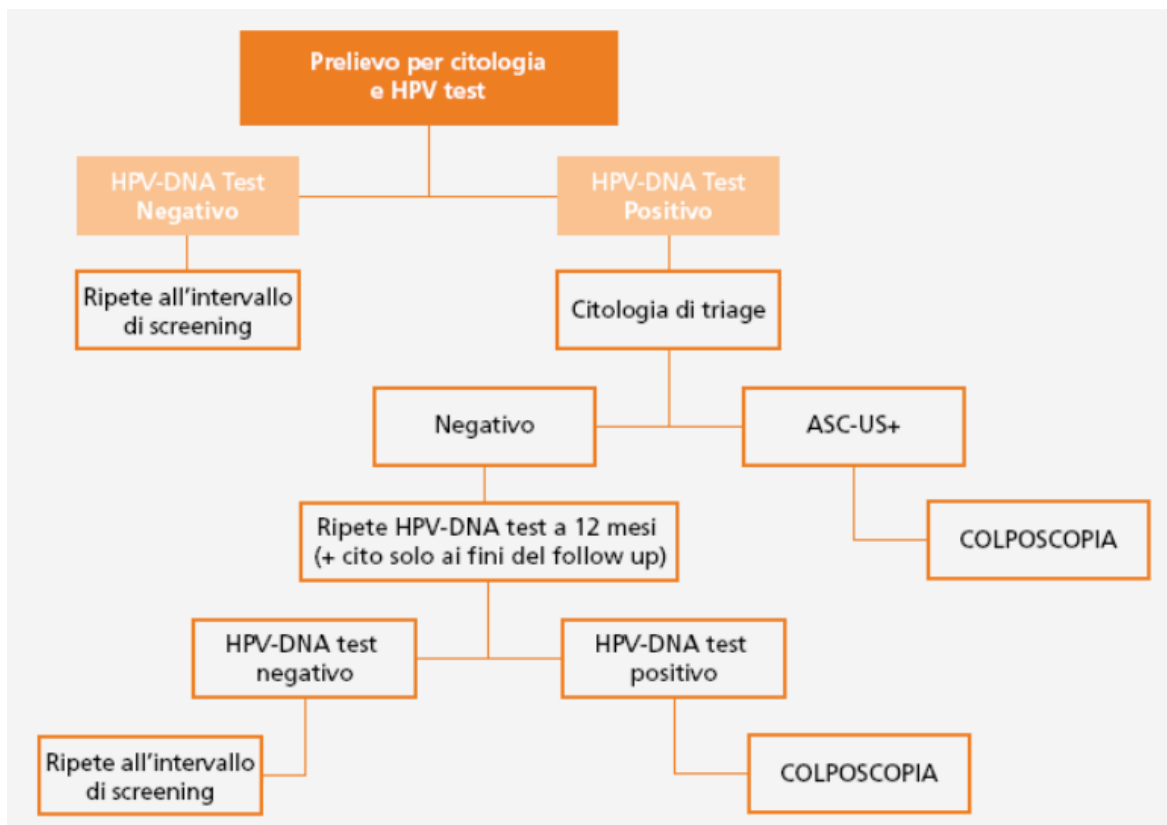 Prelievo per citologia
e HPV test
HPV-DNA Test
Negativo
HPV-DNA Test
Positivo
Ripete all'intervallo
di screening
Citologia di triage
Negativo
ASC-US+
Ripete HPV-DNA test a 12 mesi
(+ cito solo ai fini del follow up)
COLPOSCOPIA
HPV-DNA test
negativo
HPV-DNA test
positivo
Ripete all'intervallo
di screening
COLPOSCOPIA